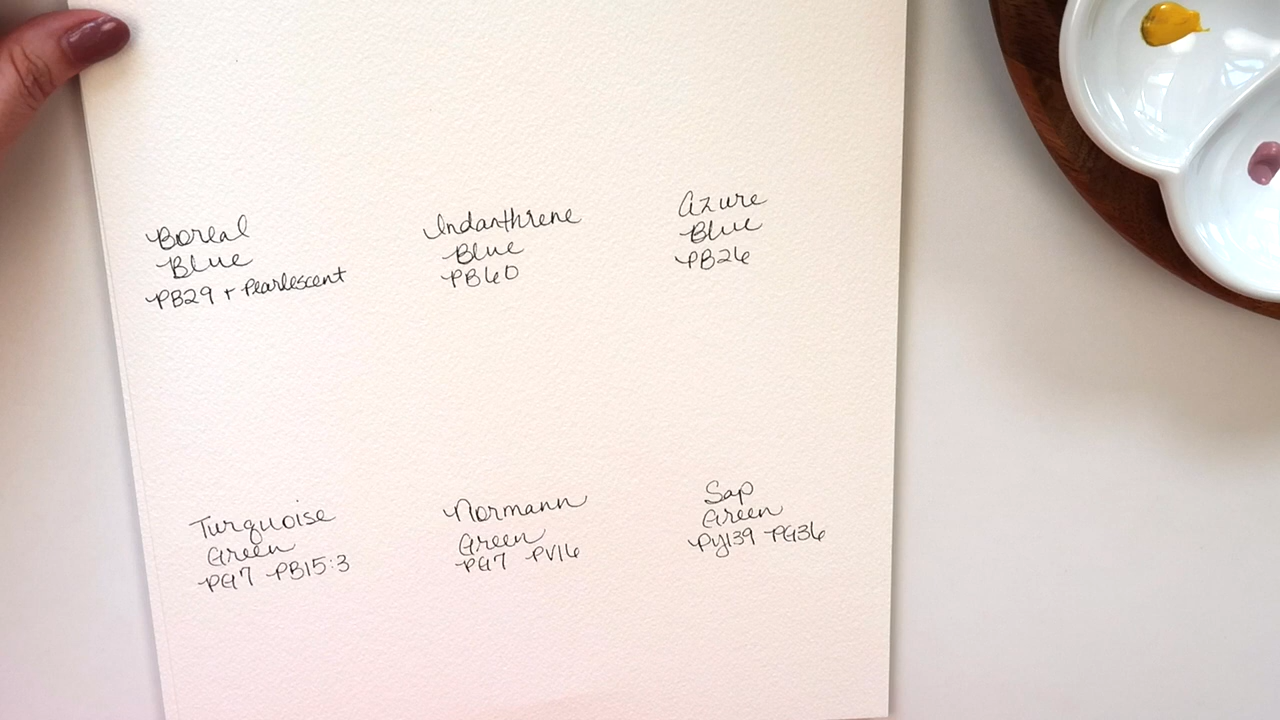 Boreal
Blue
PB29 + Pearlescent
Indanthrene
Blue
PB60
Azure
Blue
PB26
Turquoise
Green
PG7 PB15:3
Normann
Green
PG7 PV16
Sap
Green
PY139 PG36